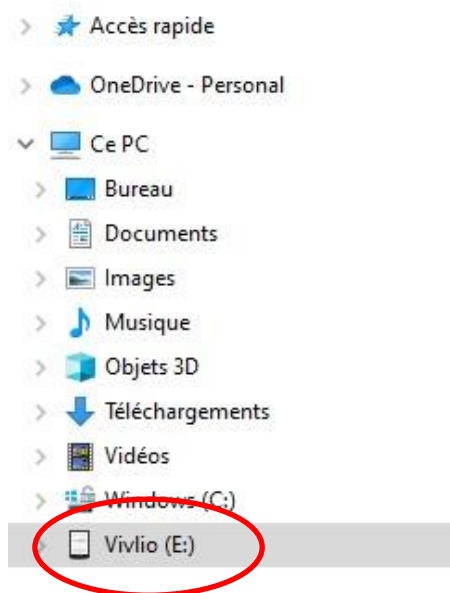 Accès rapide
OneDrive - Personal
Ce PC
Bureau
Documents
Images
Musique
Objets 3D
Téléchargements
Vidéos
Windows (C:)
Vivlio (E:)